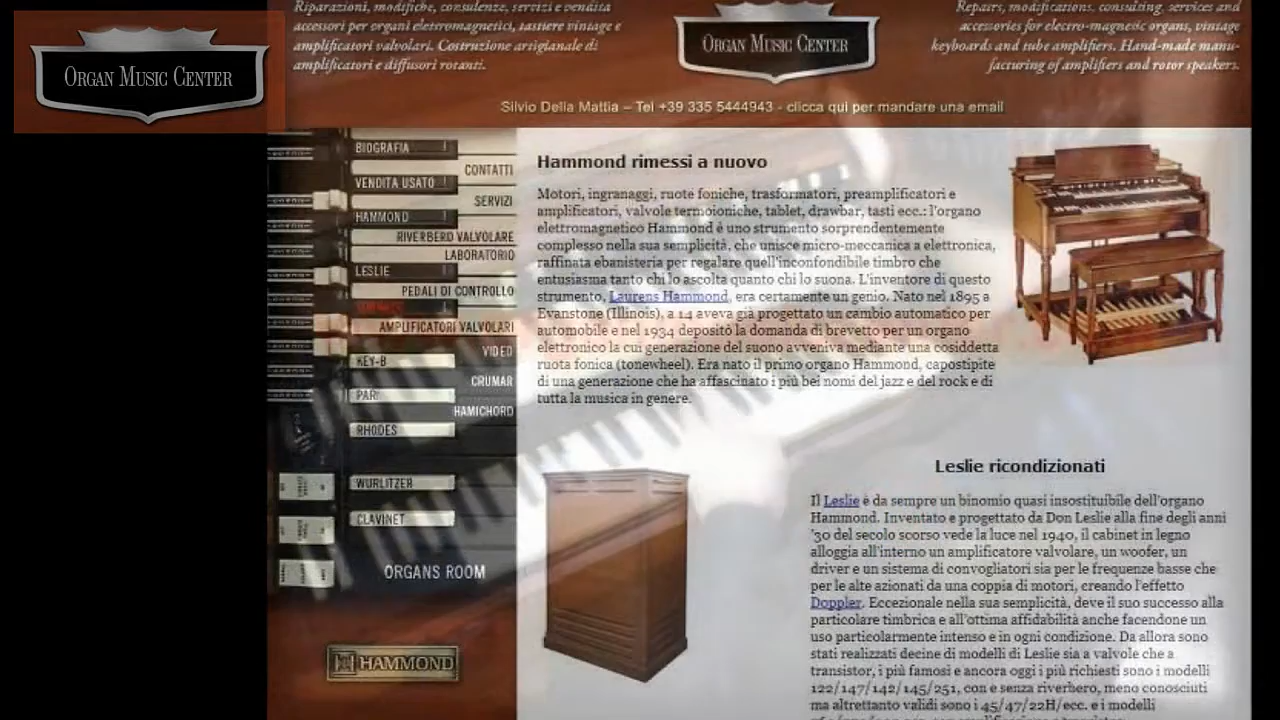 ORGAN MUSIC CENTER
Riparazioni, modifiche, consulenze, servizi e vendita
accessori per organi elettromagnetici, tastiere vintage e
amplificatori valvolari. Costruzione artigianale di
amplificatori e diffusori rotanti.
ORGAN MUSIC CENTER
Repairs, modifications, consulting, services and
accessories for electro-magnetic organs, vintage
keyboards and tube amplifiers. Hand-made manu-
facturing of amplifiers and rotor speakers.
Silvio Della Mattia – Tel +39 335 5444943 - clicca qui per mandare una email
BIOGRAFIA
CONTATTI
VENDITA USATO
SERVIZI
HAMMOND
RIVERBERO VALVOLARE
LABORATORIO
LESLIE
PEDALI DI CONTROLLO
AMPLIFICATORI VALVOLARI
VIDEO
KEY-B
CRUMAR
PARI
HAMICHORD
RHODES
WURLITZER
CLAVINET
ORGANS ROOM
HAMMOND
Hammond rimessi a nuovo
Motori, ingranaggi, ruote foniche, trasformatori, preamplificatori e
amplificatori, valvole termoioniche, tablet, drawbar, tasti ecc.: l'organo
elettromagnetico Hammond è uno strumento sorprendentemente
complesso nella sua semplicità, che unisce micro-meccanica a elettronica,
raffinata ebanisteria per regalare quell'inconfondibile timbro che
entusiasma tanto chi lo ascolta quanto chi lo suona. L'inventore di questo
strumento, Laurens Hammond, era certamente un genio. Nato nel 1895 a
Evanstone (Illinois), a 14 aveva già progettato un cambio automatico per
automobile e nel 1934 depositò la domanda di brevetto per un organo
elettronico la cui generazione del suono avveniva mediante una cosiddetta
ruota fonica (tonewheel). Era nato il primo organo Hammond, capostipite
di una generazione che ha affascinato i più bei nomi del jazz e del rock e di
tutta la musica in genere.
Leslie ricondizionati
Il Leslie è da sempre un binomio quasi insostituibile dell'organo
Hammond. Inventato e progettato da Don Leslie alla fine degli anni
'30 del secolo scorso vede la luce nel 1940, il cabinet in legno
alloggia all'interno un amplificatore valvolare, un woofer, un
driver e un sistema di convogliatori sia per le frequenze basse che
per le alte azionati da una coppia di motori, creando l'effetto
Doppler. Eccezionale nella sua semplicità, deve il suo successo alla
particolare timbrica e all'ottima affidabilità anche facendone un
uso particolarmente intenso e in ogni condizione. Da allora sono
stati realizzati decine di modelli di Leslie sia a valvole che a
transistor, i più famosi e ancora oggi i più richiesti sono i modelli
122/147/142/145/251, con e senza riverbero, meno conosciuti
ma altrettanto validi sono i 45/47/22H/ecc. e i modelli